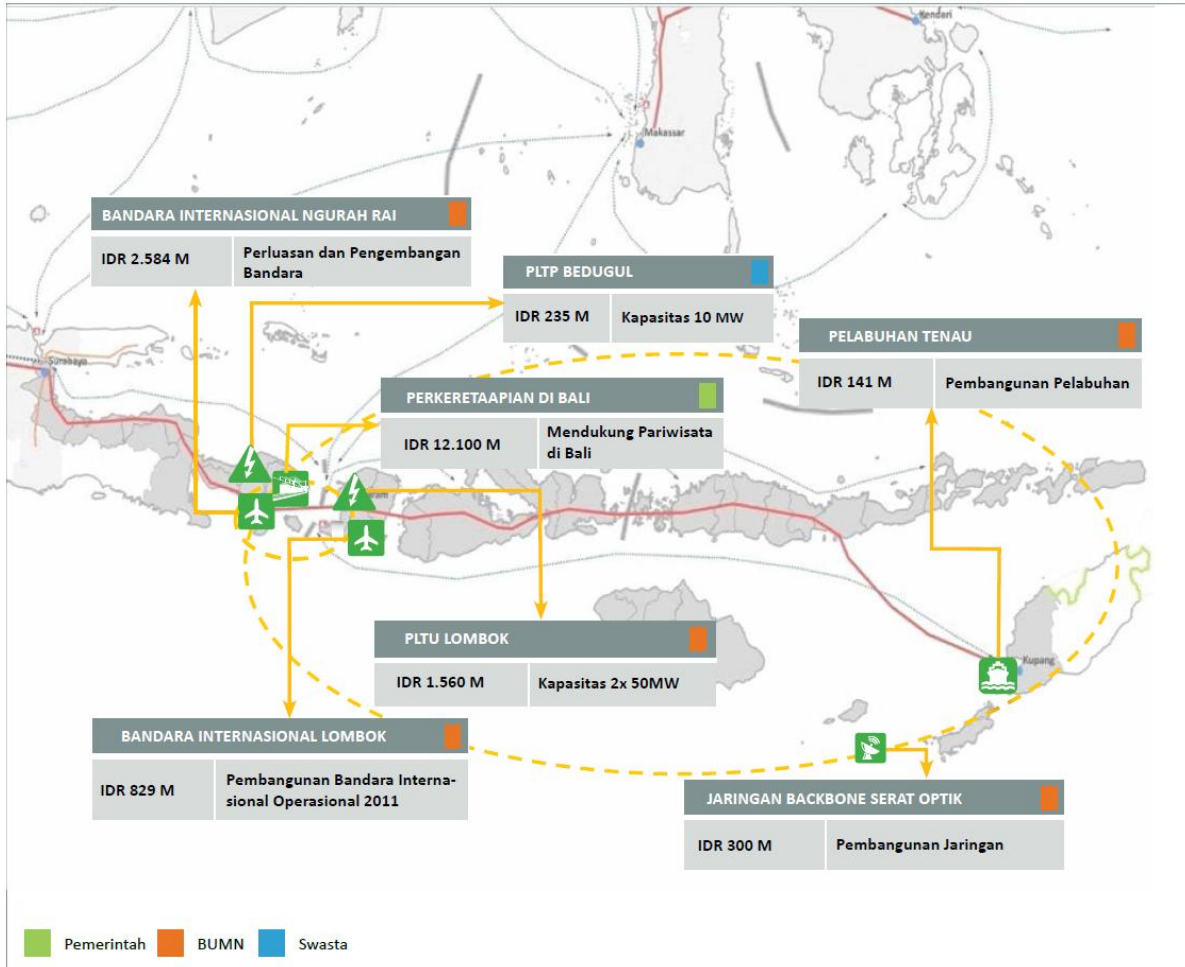 Kendari
Makassar
BANDARA INTERNASIONAL NGURAH RAI
IDR 2.584 M
Perluasan dan Pengembangan
Bandara
PLTP BEDUGUL
IDR 235 M
Kapasitas 10 MW
PELABUHAN TENAU
IDR 141 M
Pembangunan Pelabuhan
Surabaya
PERKERETAAPIAN DI BALI
IDR 12.100 M
Mendukung Pariwisata
di Bali
Kupang
PLTU LOMBOK
IDR 1.560 M
Kapasitas 2x 50MW
BANDARA INTERNASIONAL LOMBOK
IDR 829 M
Pembangunan Bandara Interna-
sional Operasional 2011
JARINGAN BACKBONE SERAT OPTIK
IDR 300 M
Pembangunan Jaringan
Pemerintah
BUMN
Swasta